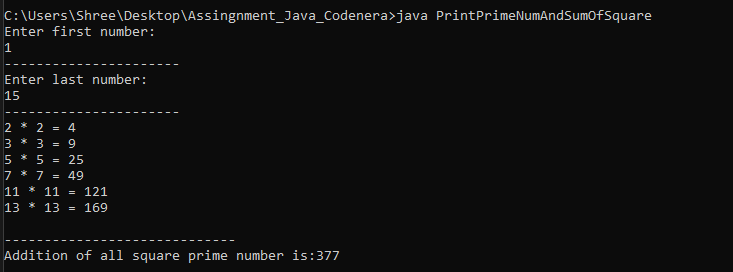 C:\Users\Shree\Desktop\Assingnment_Java_Codenera>java PrintPrimeNumAndSumOfSquare
Enter first number:
1
----------------------
Enter last number:
15
----------------------
2 * 2 = 4
3 * 3 = 9
5 * 5 = 25
7 * 7 = 49
11 * 11 = 121
13 * 13 = 169
-----------------------------
Addition of all square prime number is:377